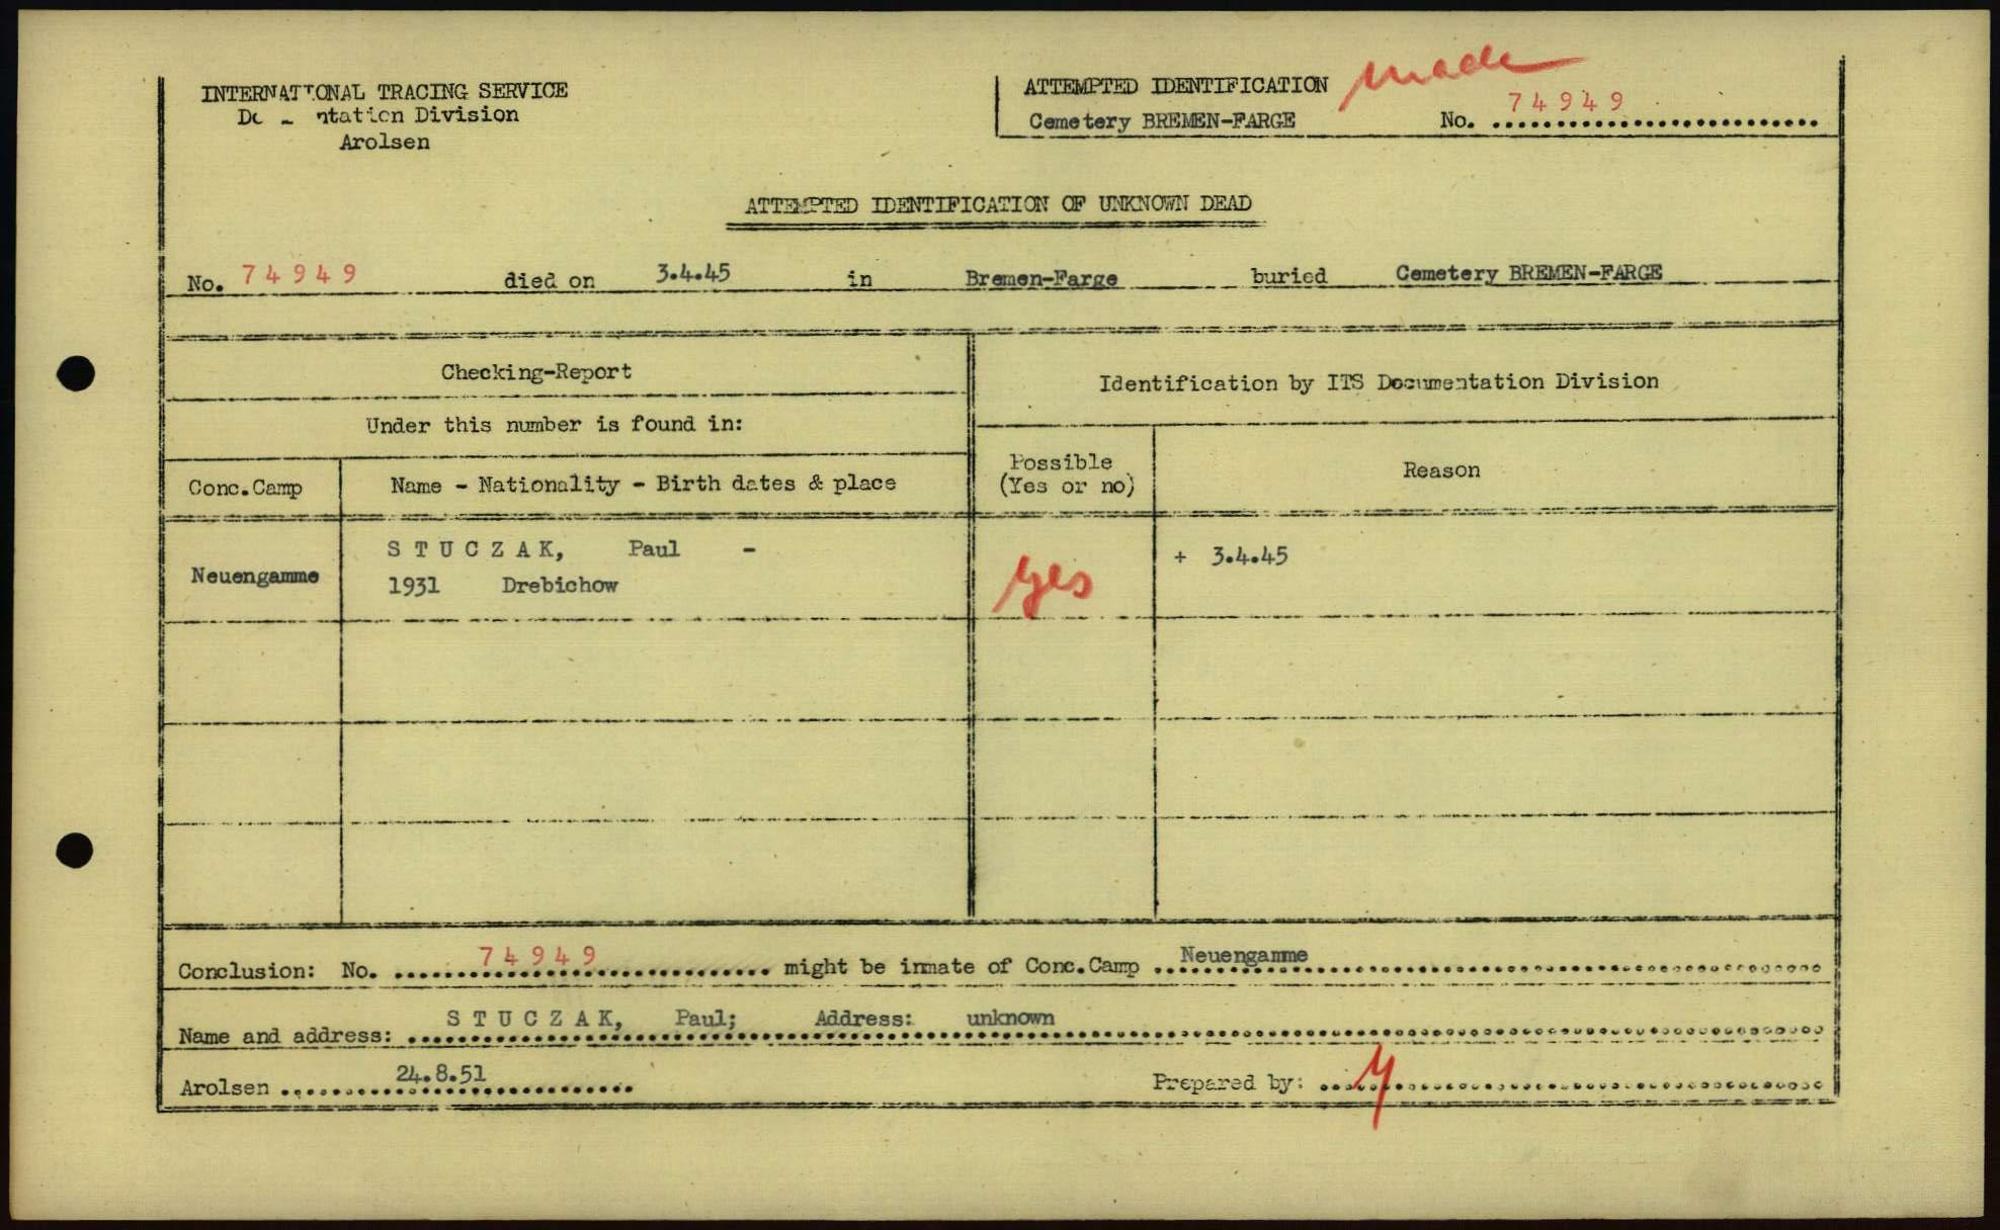 INTERNATIONAL TRACING SERVICE
Documentation Division
Arolsen
ATTEMPTED IDENTIFICATION made
Cemetery BREMEN-FARGE No. 74949
ATTEMPTED IDENTIFICATION OF UNKNOWN DEAD
No. 74949 died on 3.4.45 in Bremen-Farge buried Cemetery BREMEN-FARGE
Checking-Report
Identification by ITS Documentation Division
Under this number is found in:
Conc.Camp
Name - Nationality - Birth dates & place
Possible
(Yes or no)
Reason
Neuengamme
S T U C Z A K, Paul -
1931 Drebichow
yes
+ 3.4.45
Conclusion: No. 74949 might be inmate of Conc.Camp Neuengamme
Name and address: S T U C Z A K, Paul; Address: unknown
Arolsen 24.8.51 Prepared by: y